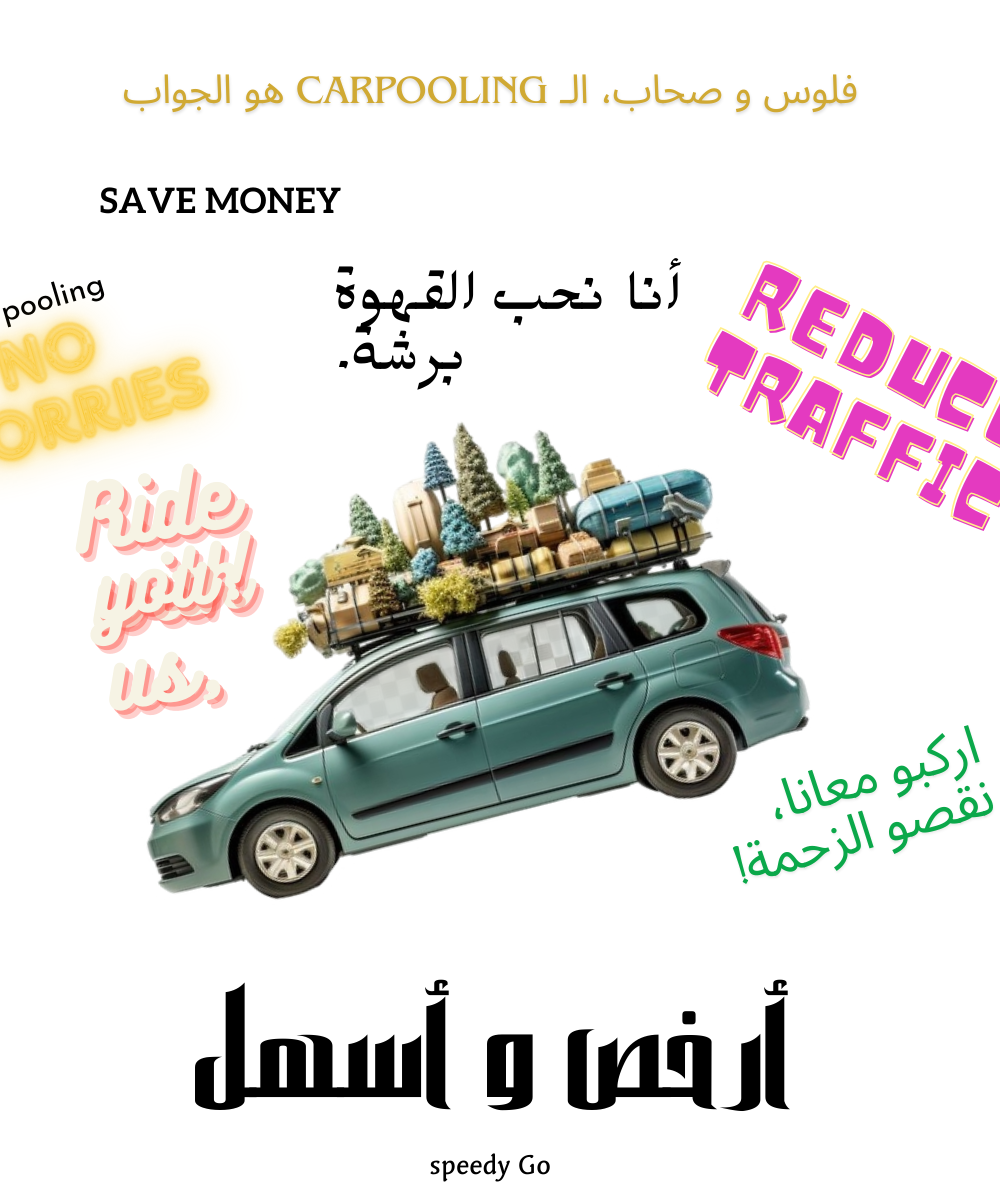 فلوس و صحاب، الـ CARPOOLING هو الجواب
SAVE MONEY
pooling
NO
ORRIES
أنا نحب القهوة
برشة.
REDUC
TRAFFIC
Ride
us.
اركبو معانا،
نقصو الزحمة!
أرخص و أسهل
speedy Go